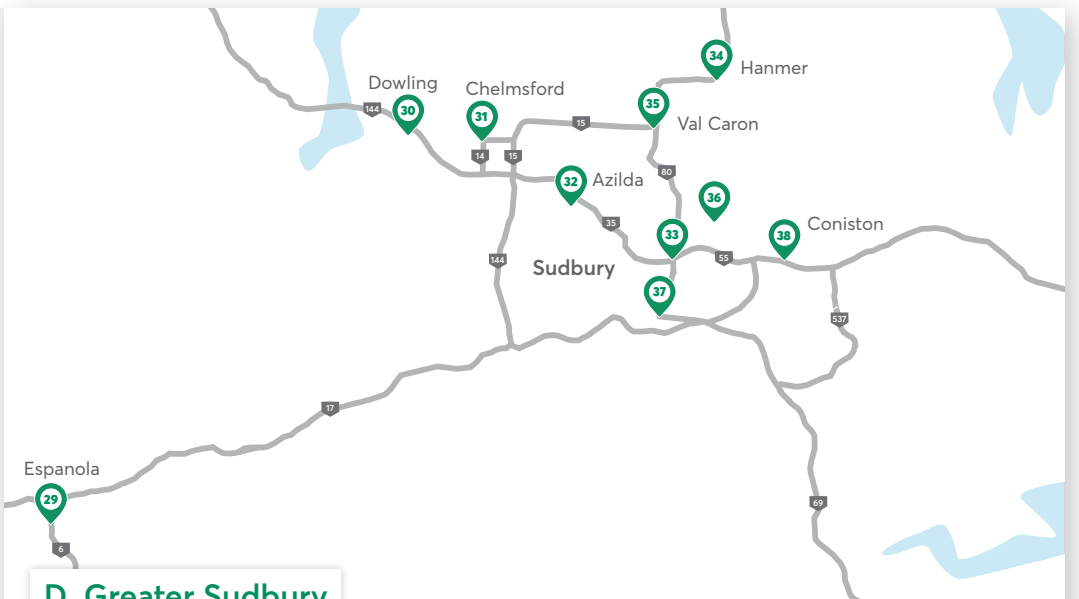 34
Hanmer
Dowling
Chelmsford
35
144
30
31
15
Val Caron
14
15
80
32
Azilda
36
35
33
38
Coniston
55
144
Sudbury
37
537
17
Espanola
29
69
6
D. Greater Sudbury